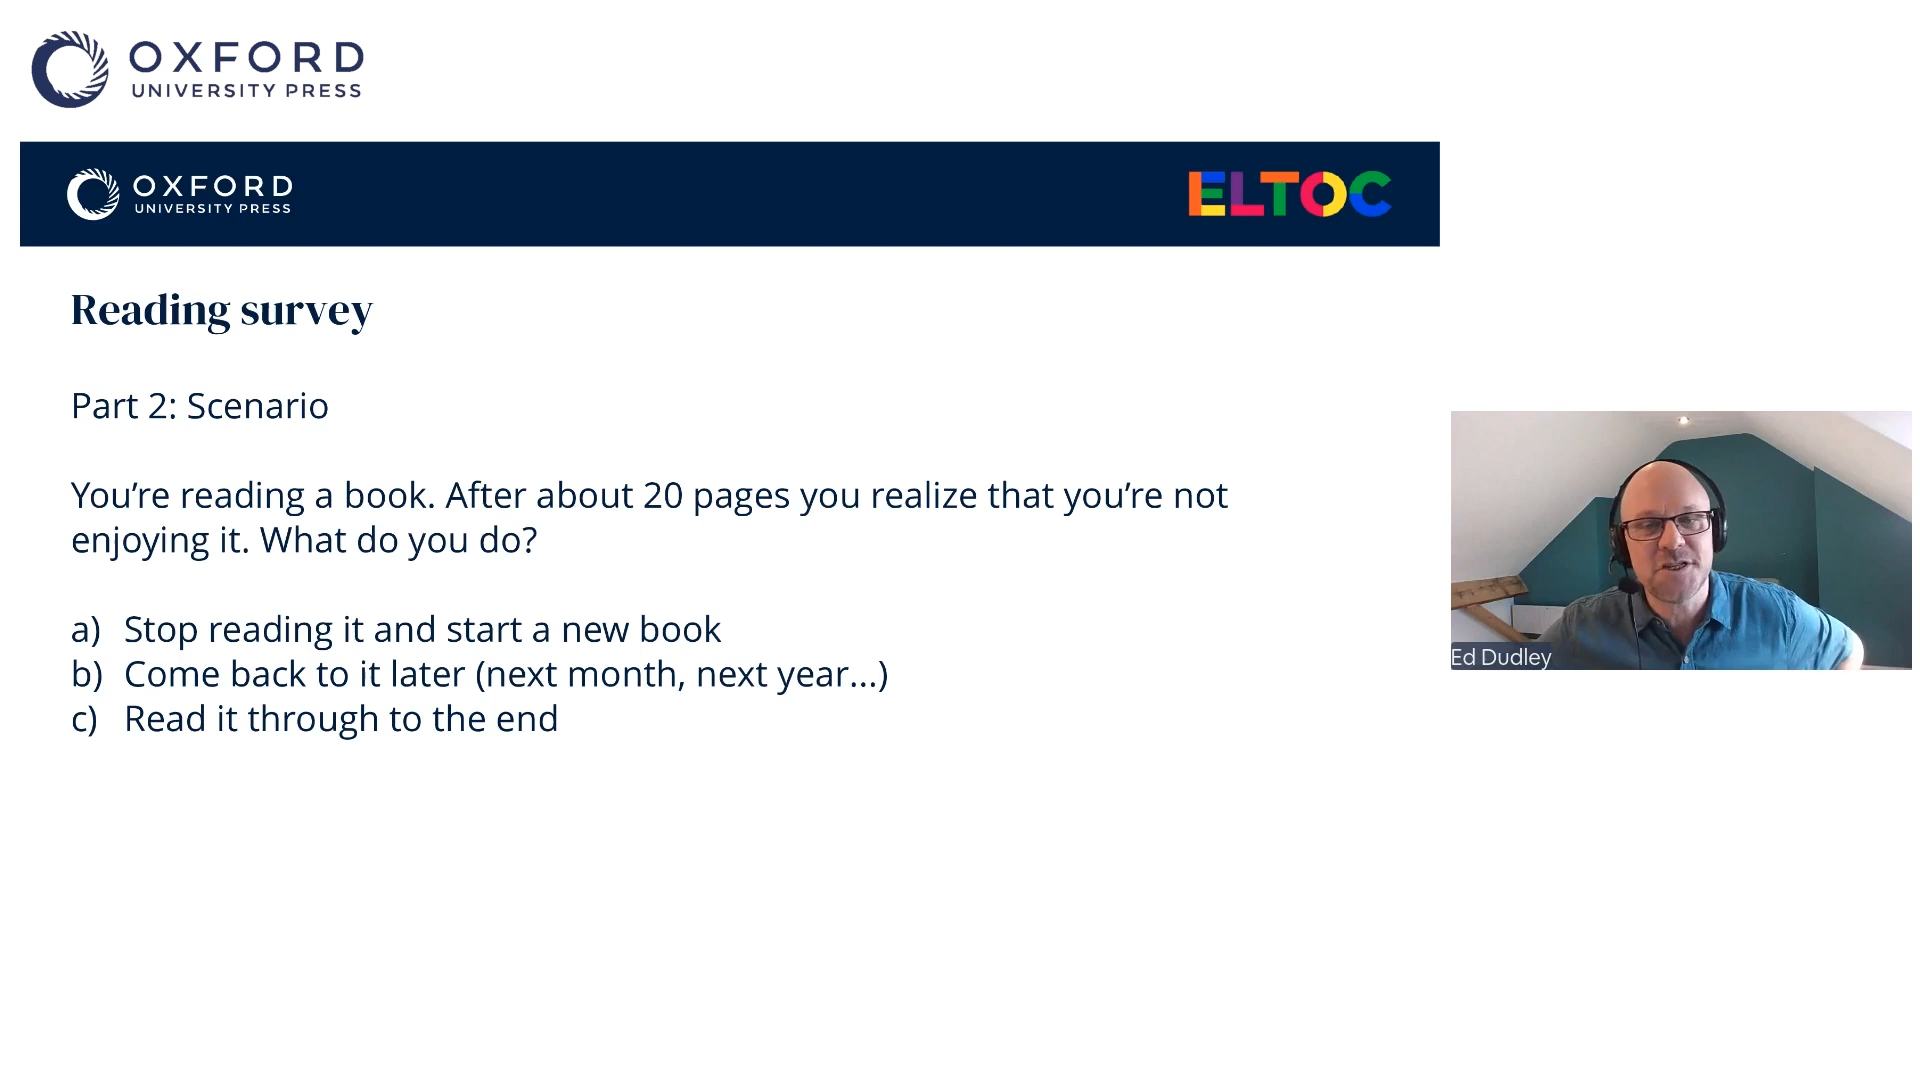 OXFORD
UNIVERSITY PRESS
OXFORD
UNIVERSITY PRESS
ELTOC
Reading survey
Part 2: Scenario
You’re reading a book. After about 20 pages you realize that you’re not
enjoying it. What do you do?
a) Stop reading it and start a new book
b) Come back to it later (next month, next year...)
c) Read it through to the end
Ed Dudley